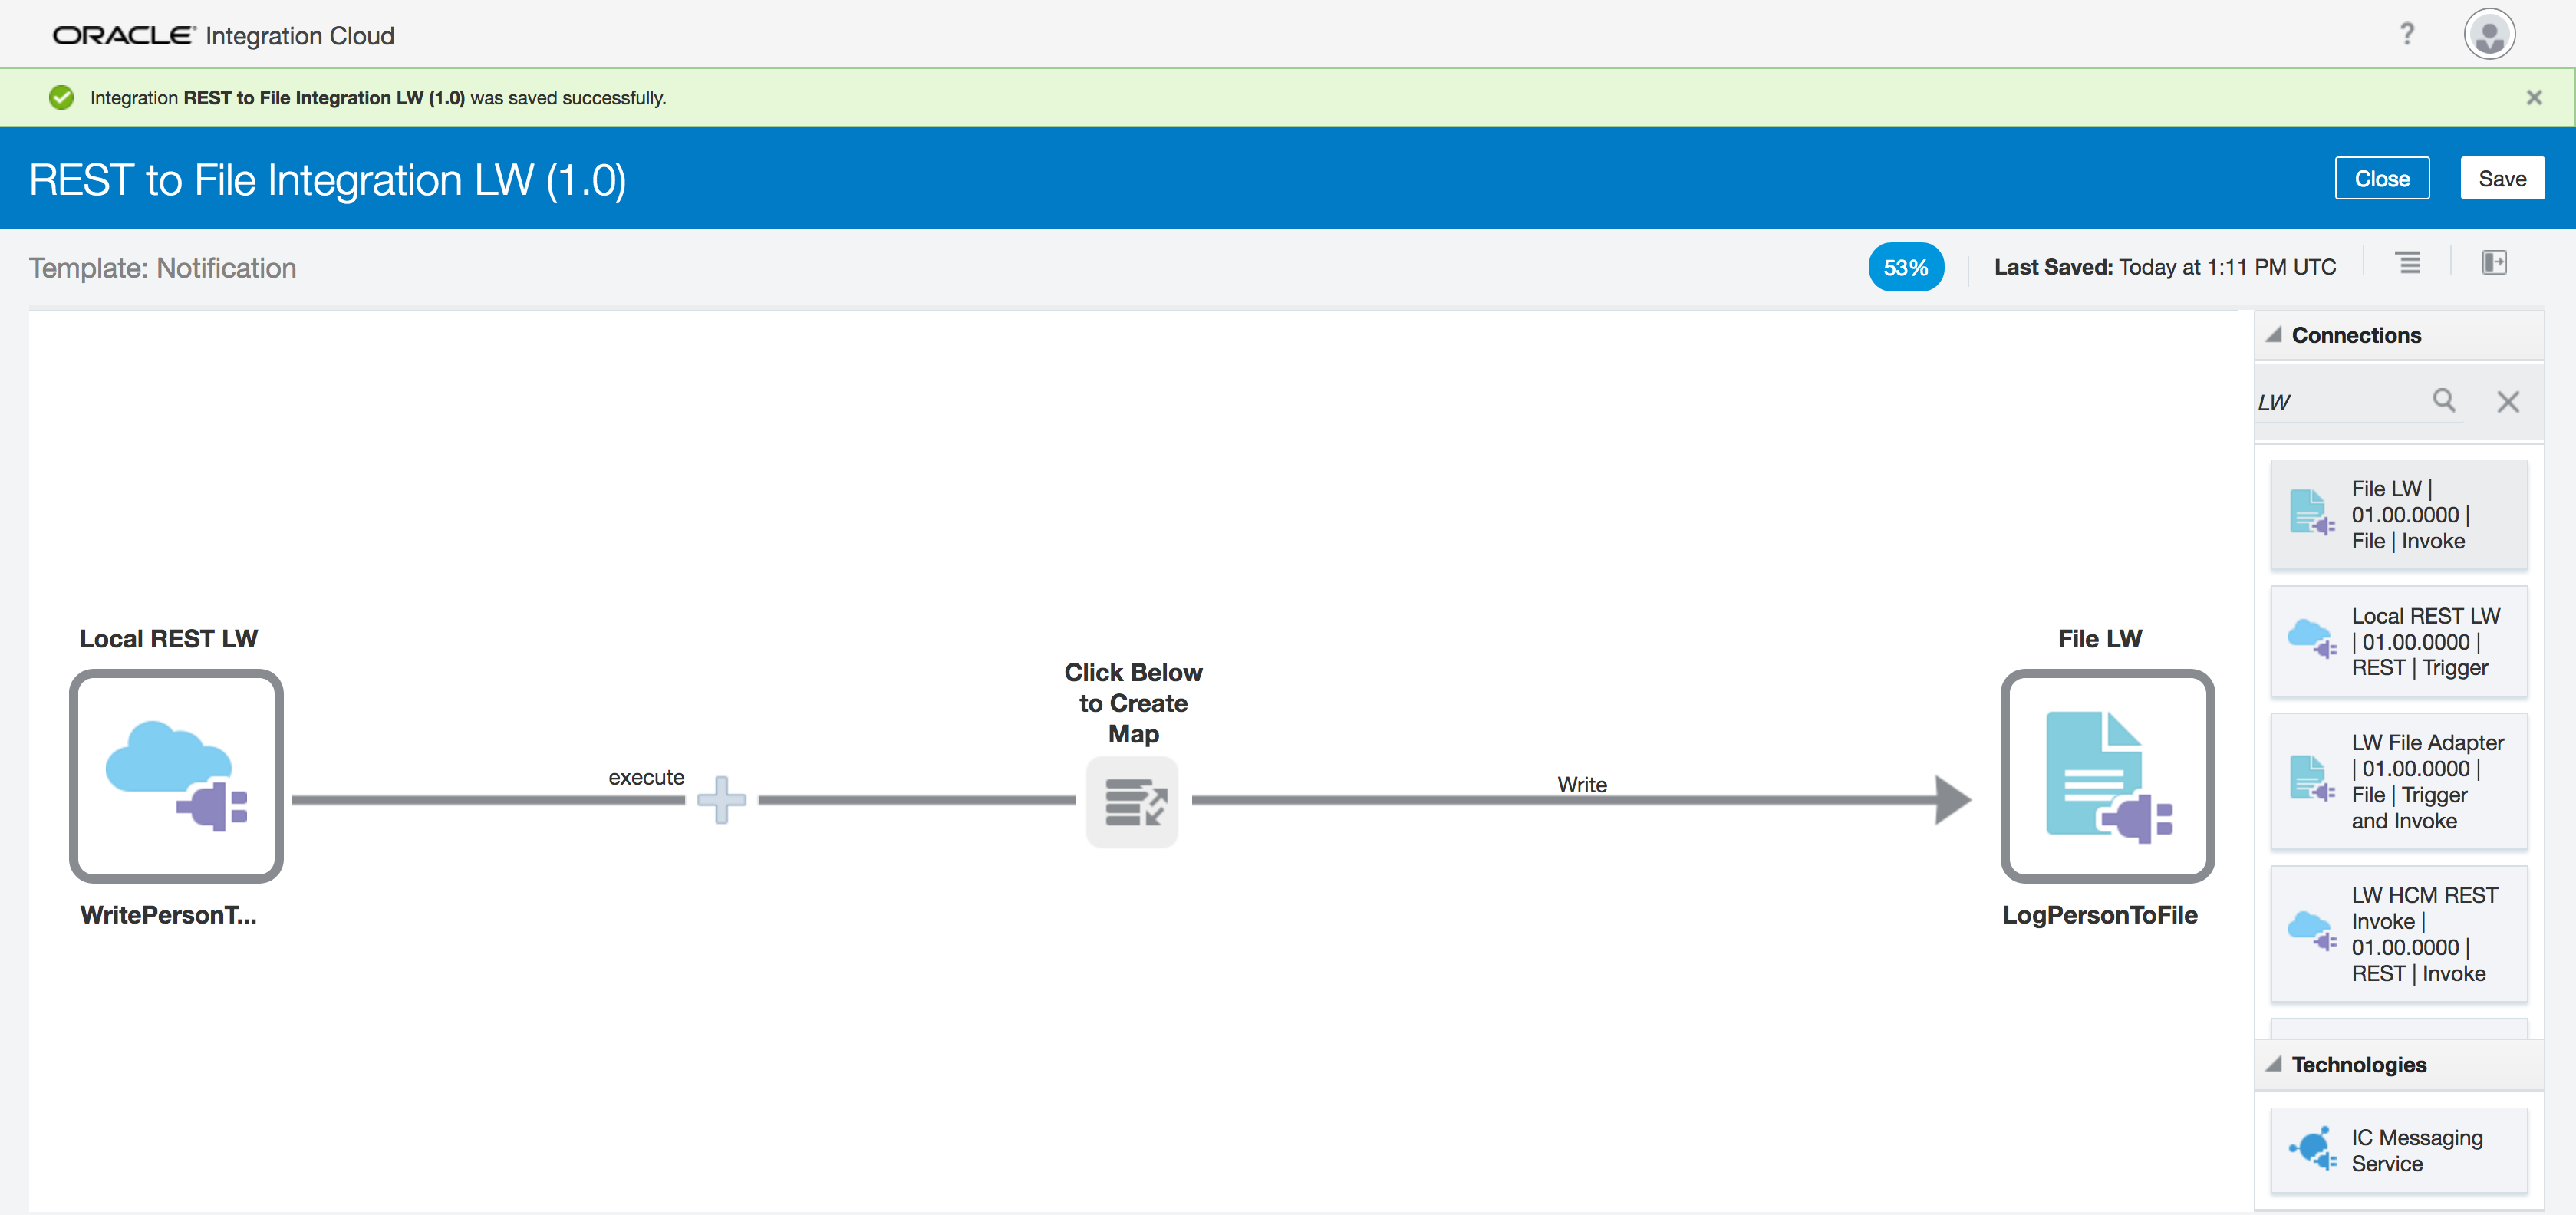 ORACLE Integration Cloud
?
Integration REST to File Integration LW (1.0) was saved successfully.
REST to File Integration LW (1.0)
Close
Save
Template: Notification
53%
Last Saved: Today at 1:11 PM UTC
Local REST LW
WritePersonT...
execute
Click Below
to Create
Map
Write
File LW
LogPersonToFile
Connections
LW
File LW |
01.00.0000 |
File | Invoke
Local REST LW
| 01.00.0000 |
REST | Trigger
LW File Adapter
| 01.00.0000 |
File | Trigger
and Invoke
LW HCM REST
Invoke |
01.00.0000 |
REST | Invoke
Technologies
IC Messaging
Service